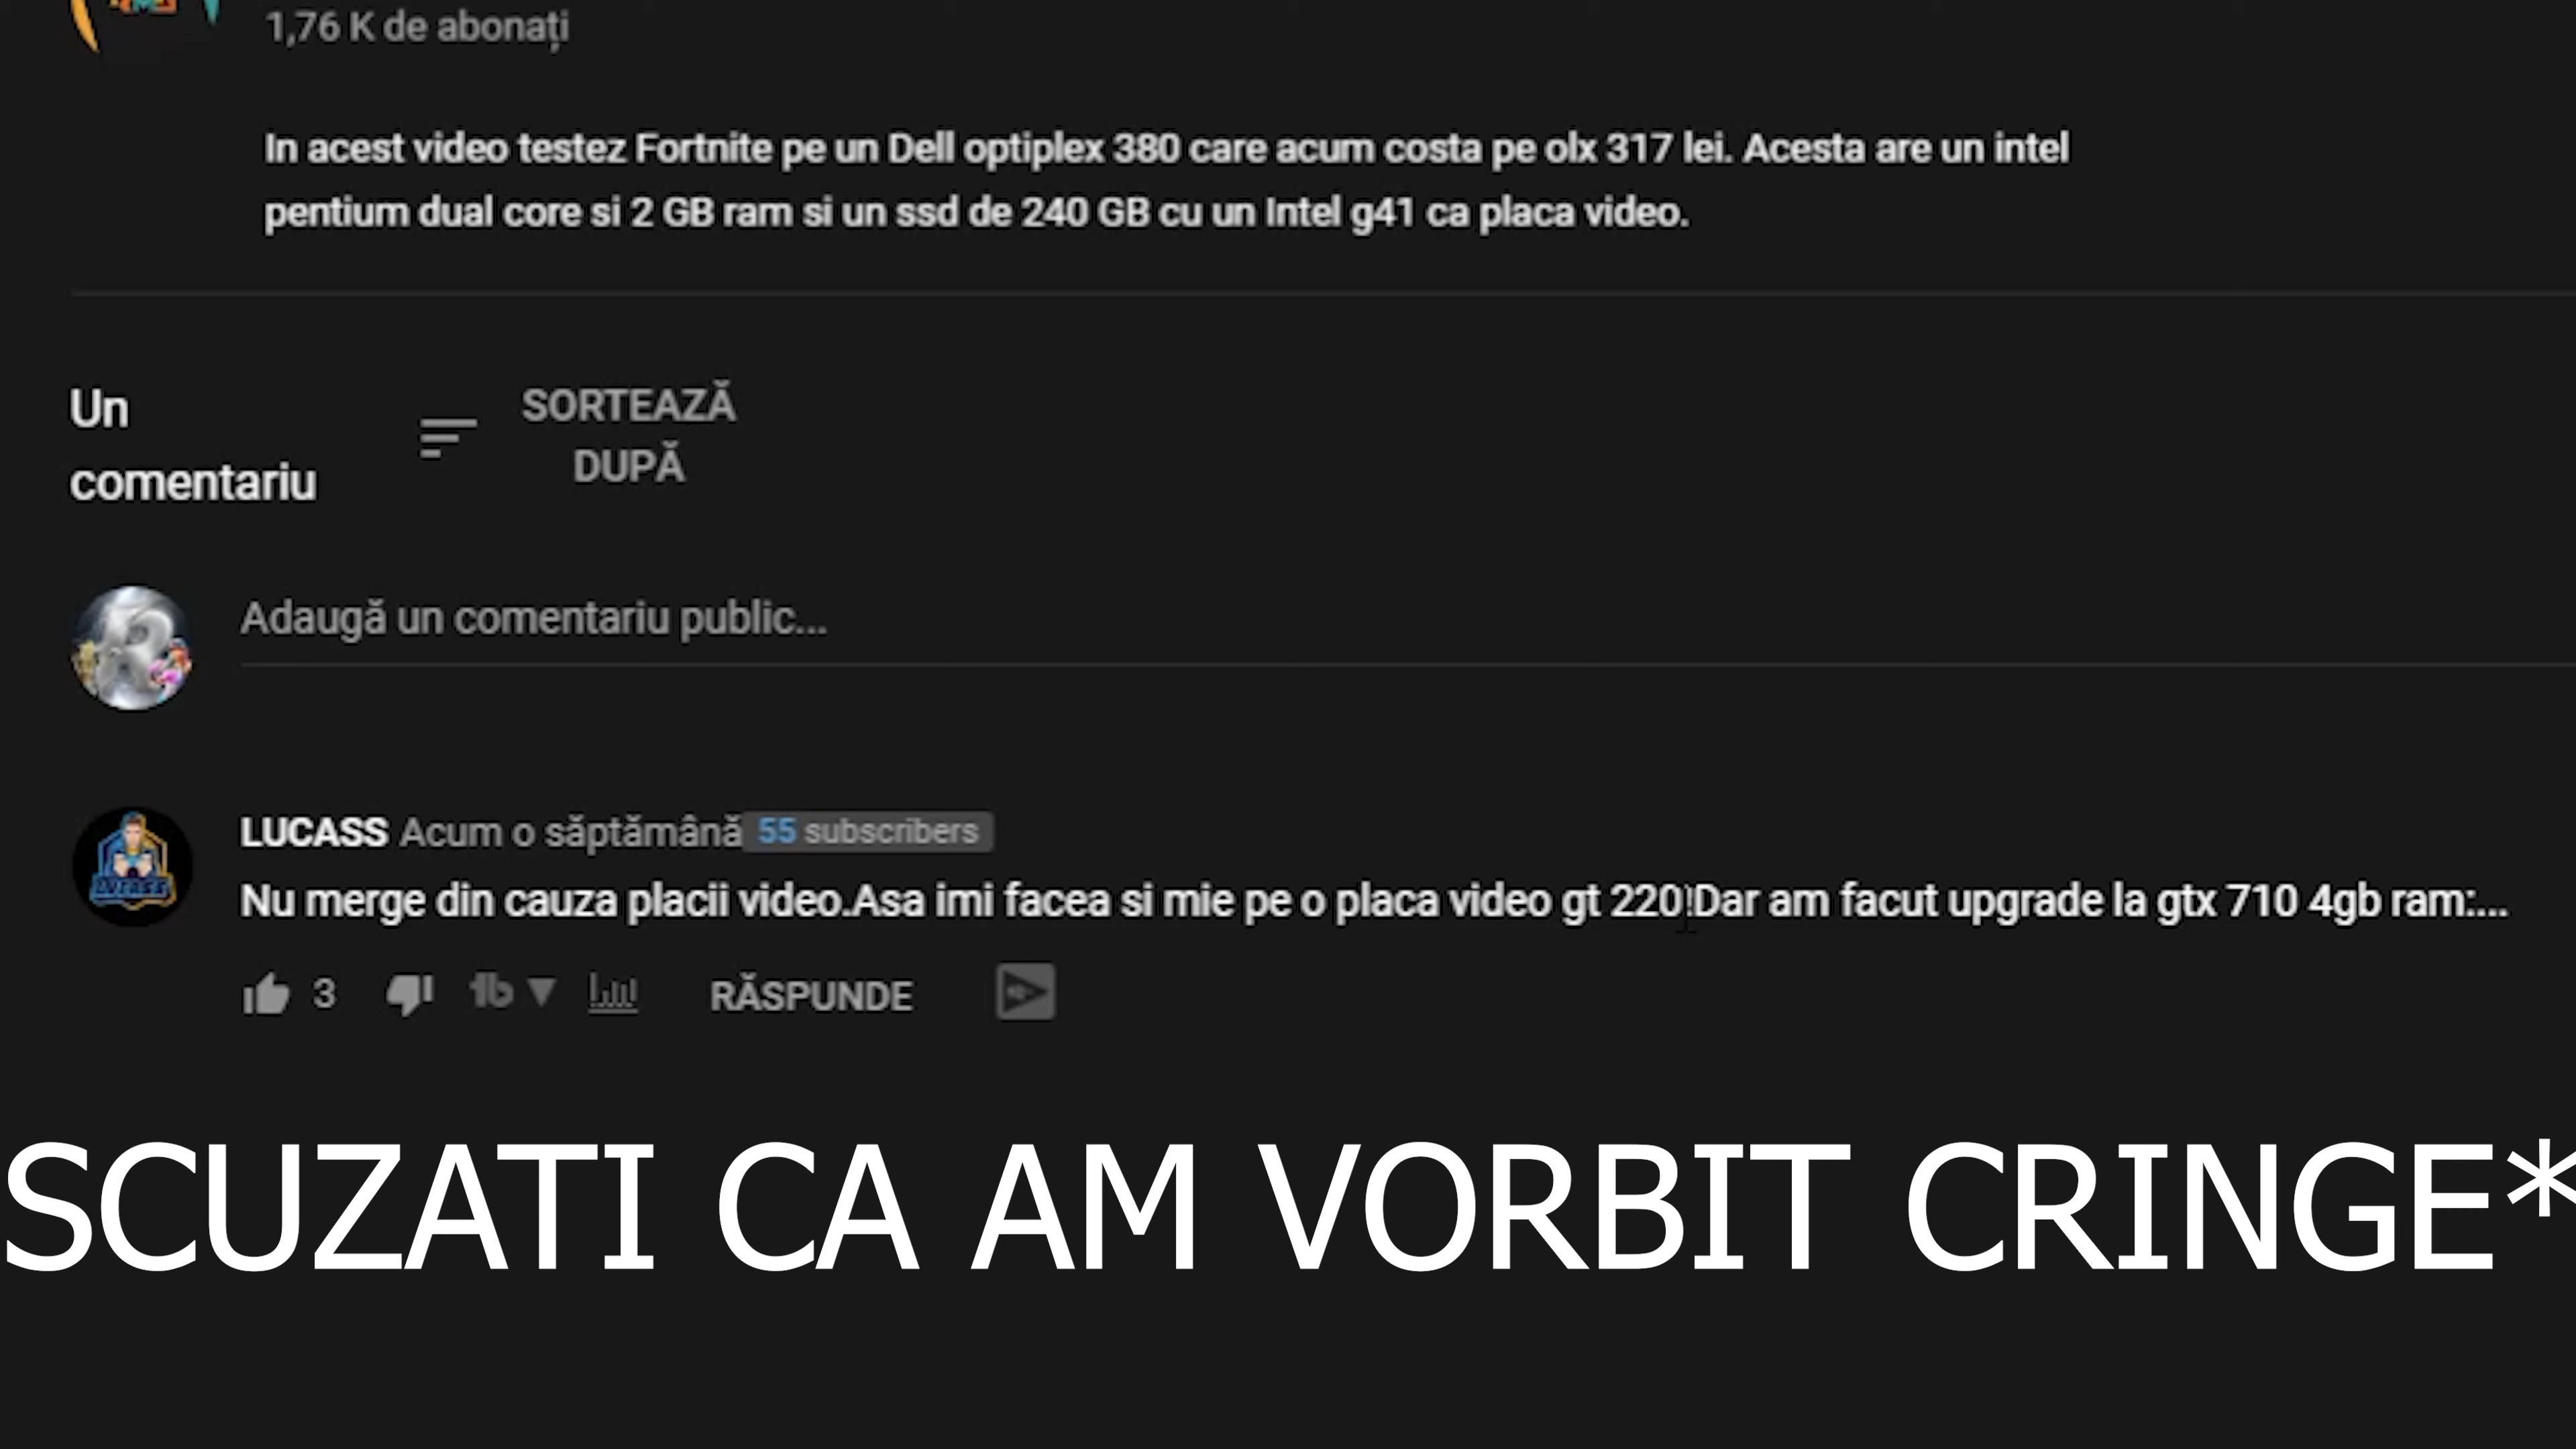 1,76 K de abonați
In acest video testez Fortnite pe un Dell optiplex 380 care acum costa pe olx 317 lei. Acesta are un intel
pentium dual core si 2 GB ram si un ssd de 240 GB cu un Intel g41 ca placa video.
Un
comentariu
SORTEAZĂ
DUPĂ
Adaugă un comentariu public...
LUCASS Acum o săptămână 55 subscribers
Nu merge din cauza placii video.Asa imi facea si mie pe o placa video gt 220!Dar am facut upgrade la gtx 710 4gb ram:...
3 RĂSPUNDE
SCUZATI CA AM VORBIT CRINGE*